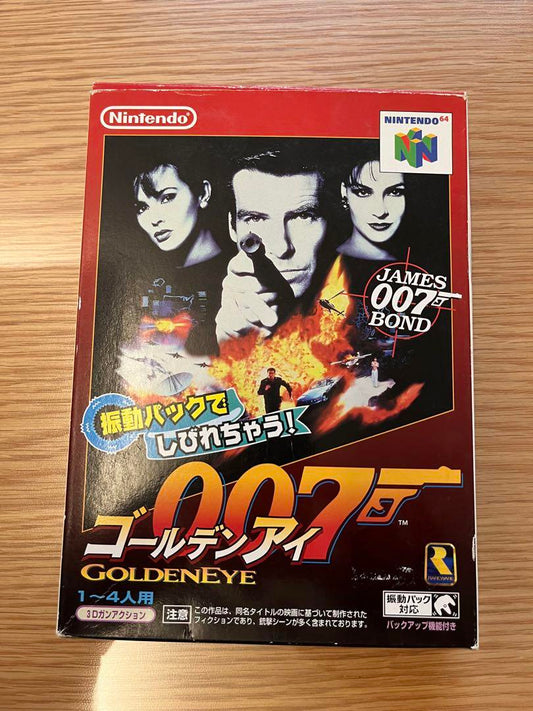 Nintendo
NINTENDO 64
JAMES
007
BOND
振動パックで
しびれちゃう!
007
TM
ゴールデンアイ
GOLDENEYE
1〜4人用
3Dガンアクション
注意
この作品は、同名タイトルの映画に基づいて制作された
フィクションであり、銃撃シーンが多く含まれております。
R
RAREWARE
振動パック
対応
バックアップ機能付き